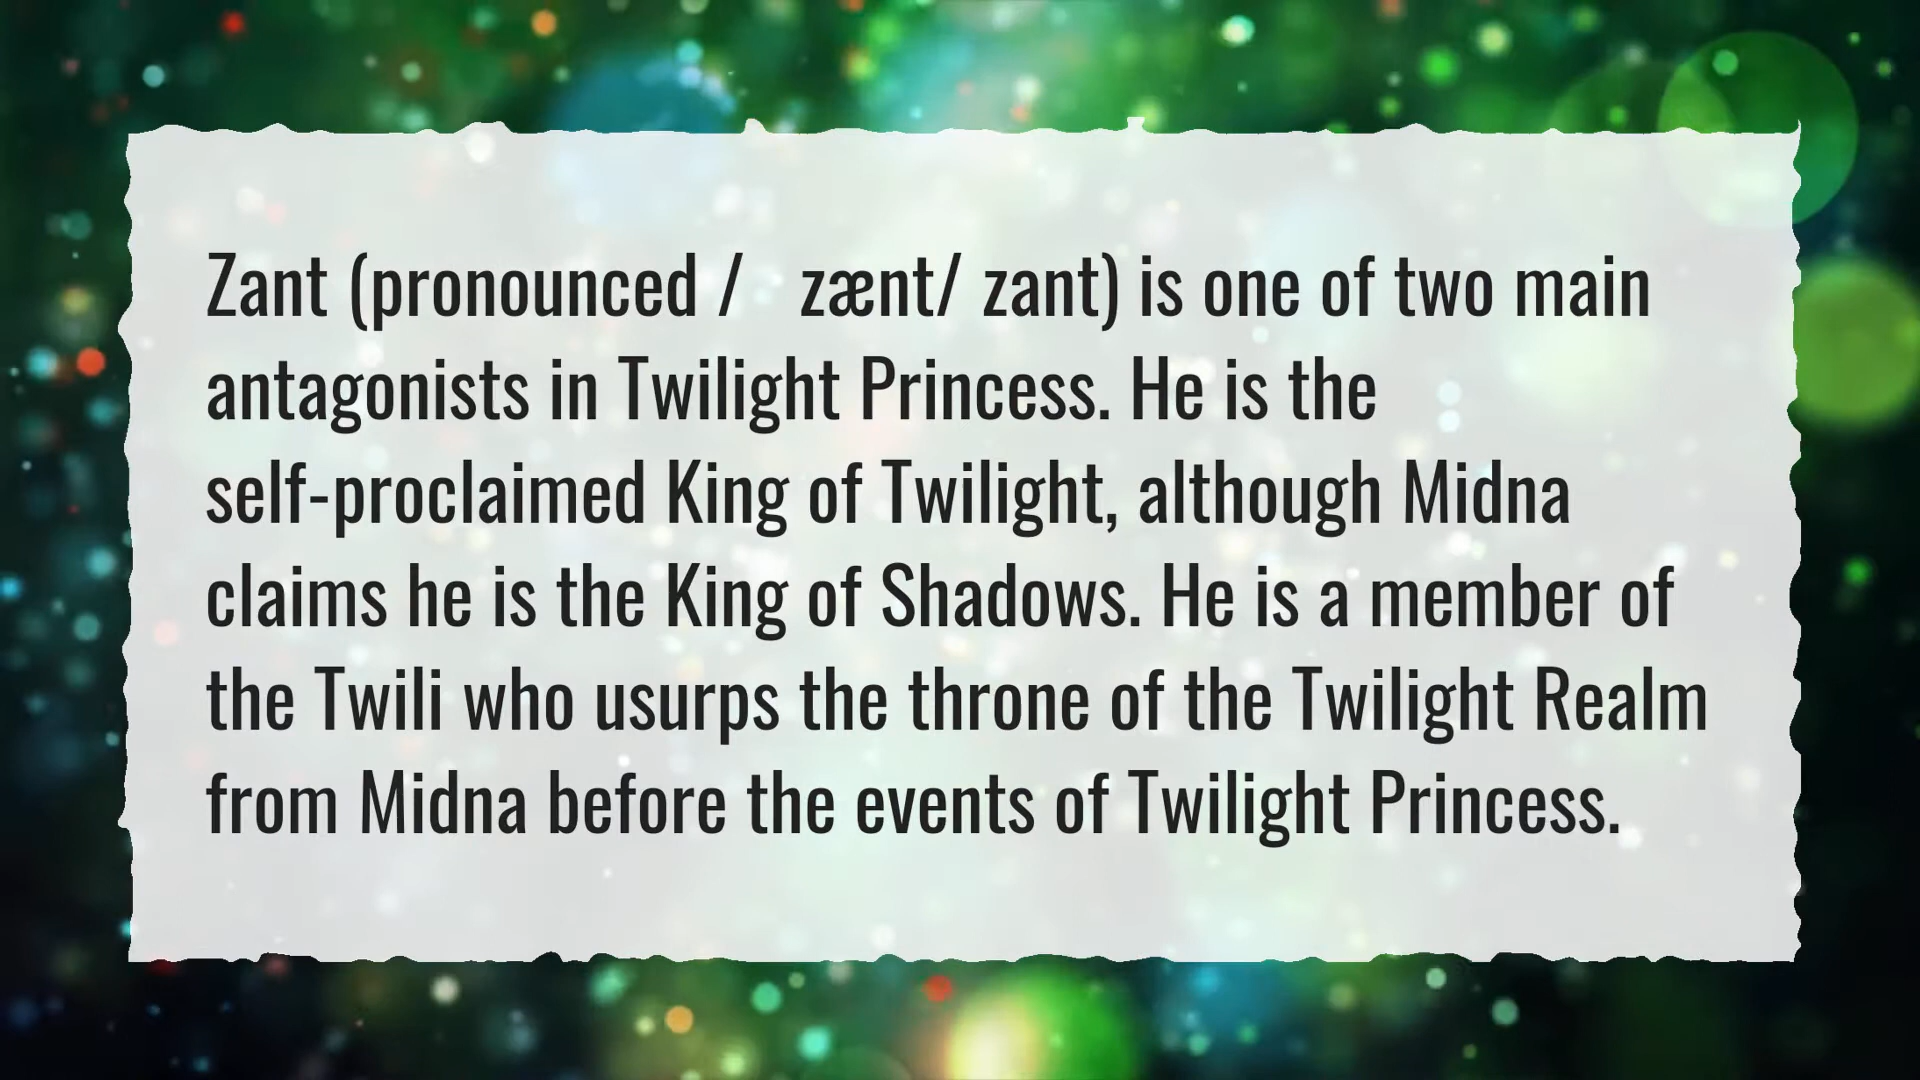 Zant (pronounced / zænt/ zant) is one of two main
antagonists in Twilight Princess. He is the
self-proclaimed King of Twilight, although Midna
claims he is the King of Shadows. He is a member of
the Twili who usurps the throne of the Twilight Realm
from Midna before the events of Twilight Princess.